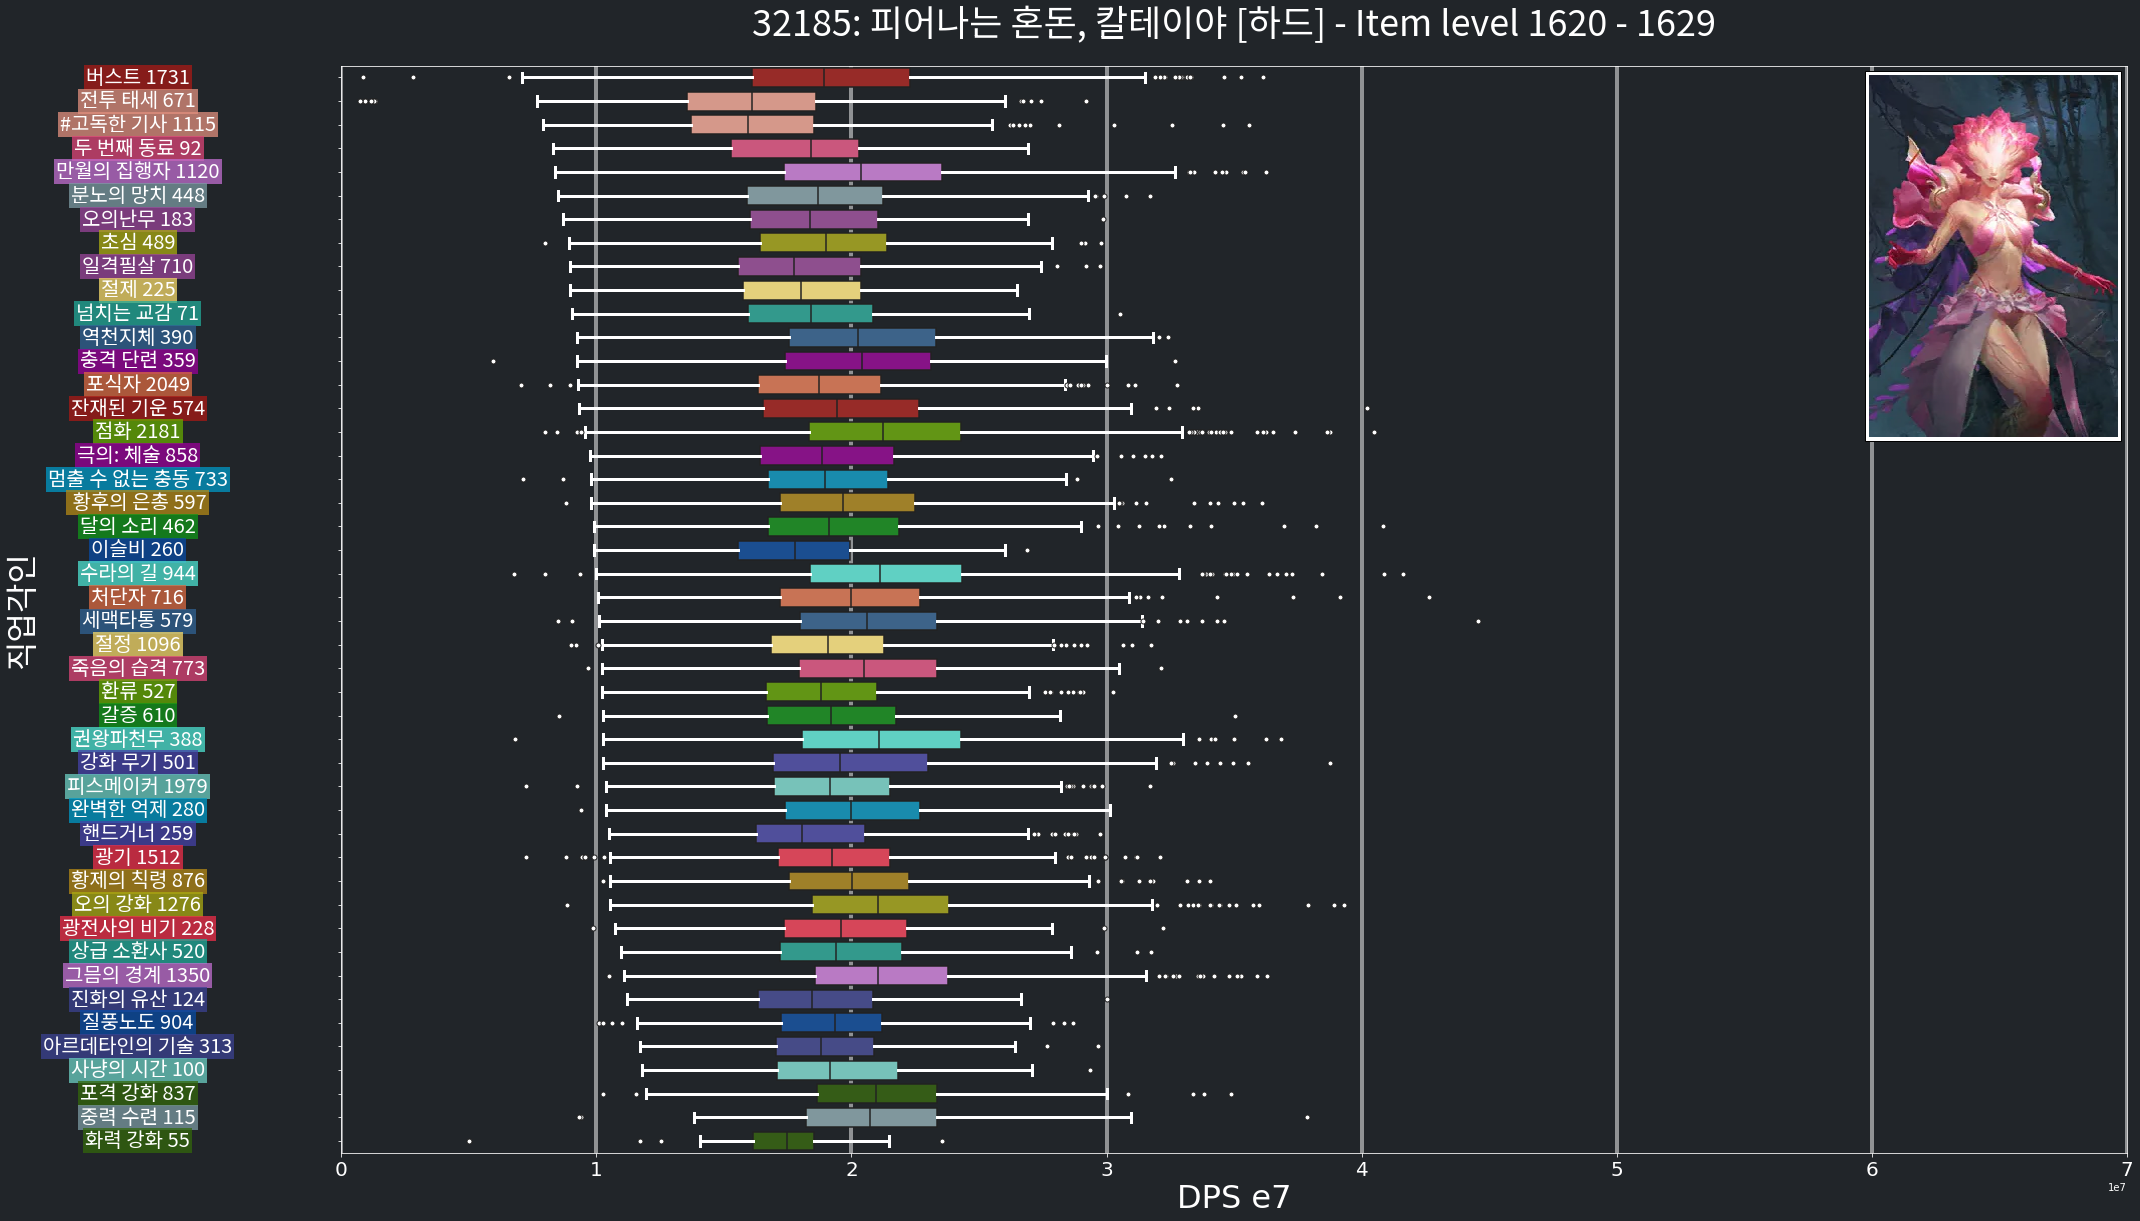 32185: 피어나는 혼돈, 칼테이야 [하드] - Item level 1620 - 1629
버스트 1731
전투 태세 671
#고독한 기사 1115
두 번째 동료 92
만월의 집행자 1120
분노의 망치 448
오의난무 183
초심 489
일격필살 710
절제 225
넘치는 교감 71
역천지체 390
충격 단련 359
포식자 2049
잔재된 기운 574
점화 2181
극의: 체술 858
멈출 수 없는 충동 733
황후의 은총 597
달의 소리 462
이슬비 260
수라의 길 944
처단자 716
세맥타통 579
절정 1096
죽음의 습격 773
환류 527
갈증 610
권왕파천무 388
강화 무기 501
피스메이커 1979
완벽한 억제 280
핸드거너 259
광기 1512
황제의 칙령 876
오의 강화 1276
광전사의 비기 228
상급 소환사 520
그믐의 경계 1350
진화의 유산 124
질풍노도 904
아르데타인의 기술 313
사냥의 시간 100
포격 강화 837
중력 수련 115
화력 강화 55
직업각인
0 1 2 3 4 5 6 7
DPS e7
1e7